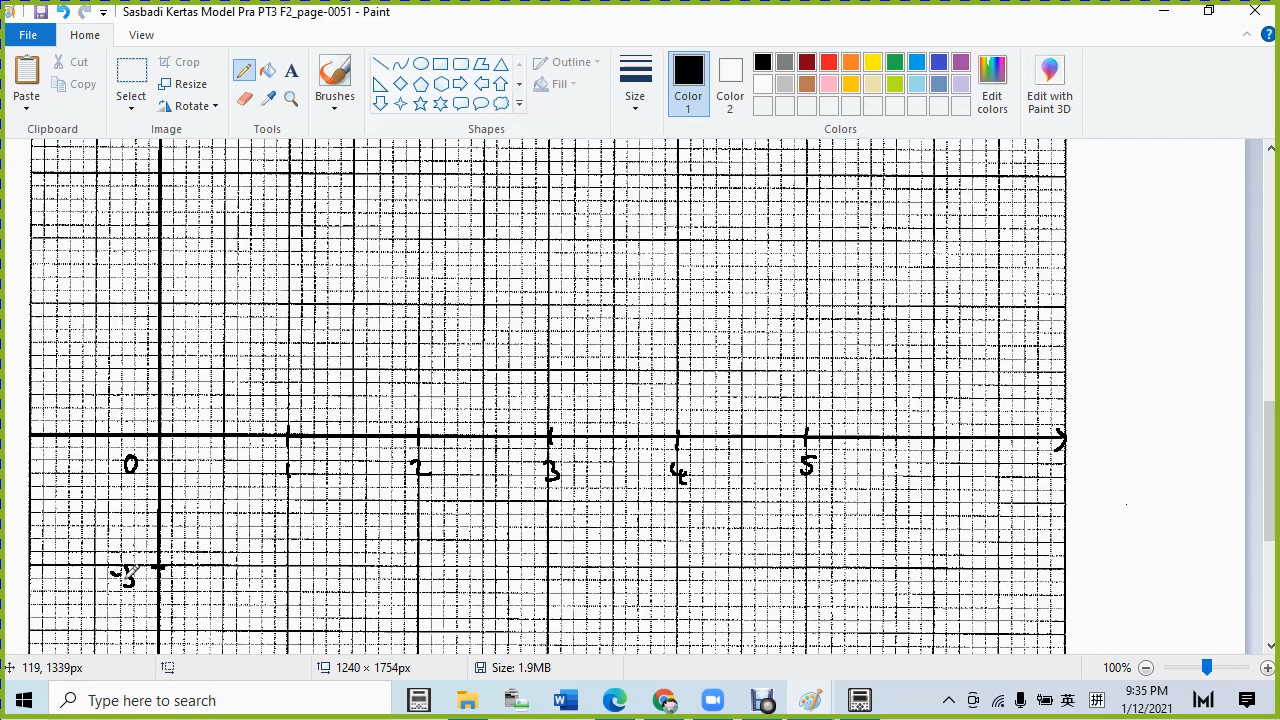 Sasbadi Kertas Model Pra PT3 F2_page-0051 - Paint
File Home View
Paste Cut Copy
Select Crop Resize Rotate
Brushes
Outline Fill
Size
Color 1 Color 2
Edit colors
Edit with Paint 3D
Clipboard Image Tools Shapes Colors
0 1 2 3 4 5
119, 1339px 1240 × 1754px Size: 1.9MB 100%
Type here to search
英 拼
9:35 PM
1/12/2021